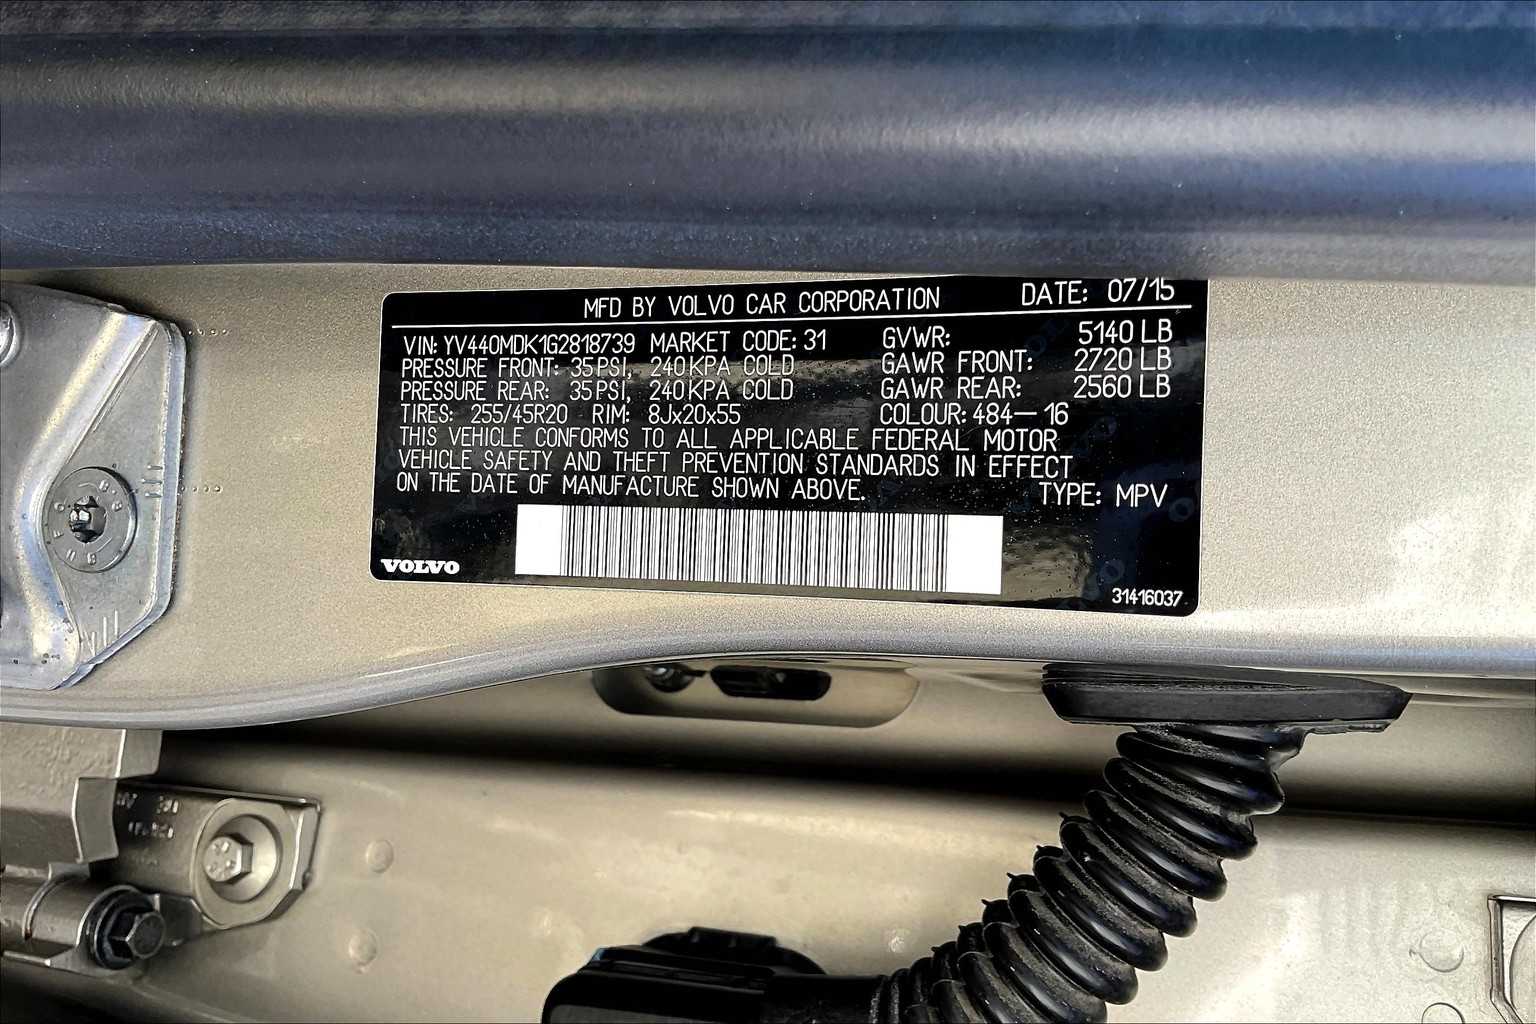 MFD BY VOLVO CAR CORPORATION DATE: 07/15
VIN: YV440MDK1G2818739 MARKET CODE: 31 GVWR: 5140 LB
PRESSURE FRONT: 35 PSI, 240 KPA COLD GAWR FRONT: 2720 LB
PRESSURE REAR: 35 PSI, 240 KPA COLD GAWR REAR: 2560 LB
TIRES: 255/45R20 RIM: 8Jx20x55 COLOUR: 484—16
THIS VEHICLE CONFORMS TO ALL APPLICABLE FEDERAL MOTOR
VEHICLE SAFETY AND THEFT PREVENTION STANDARDS IN EFFECT
ON THE DATE OF MANUFACTURE SHOWN ABOVE. TYPE: MPV
VOLVO
31416037